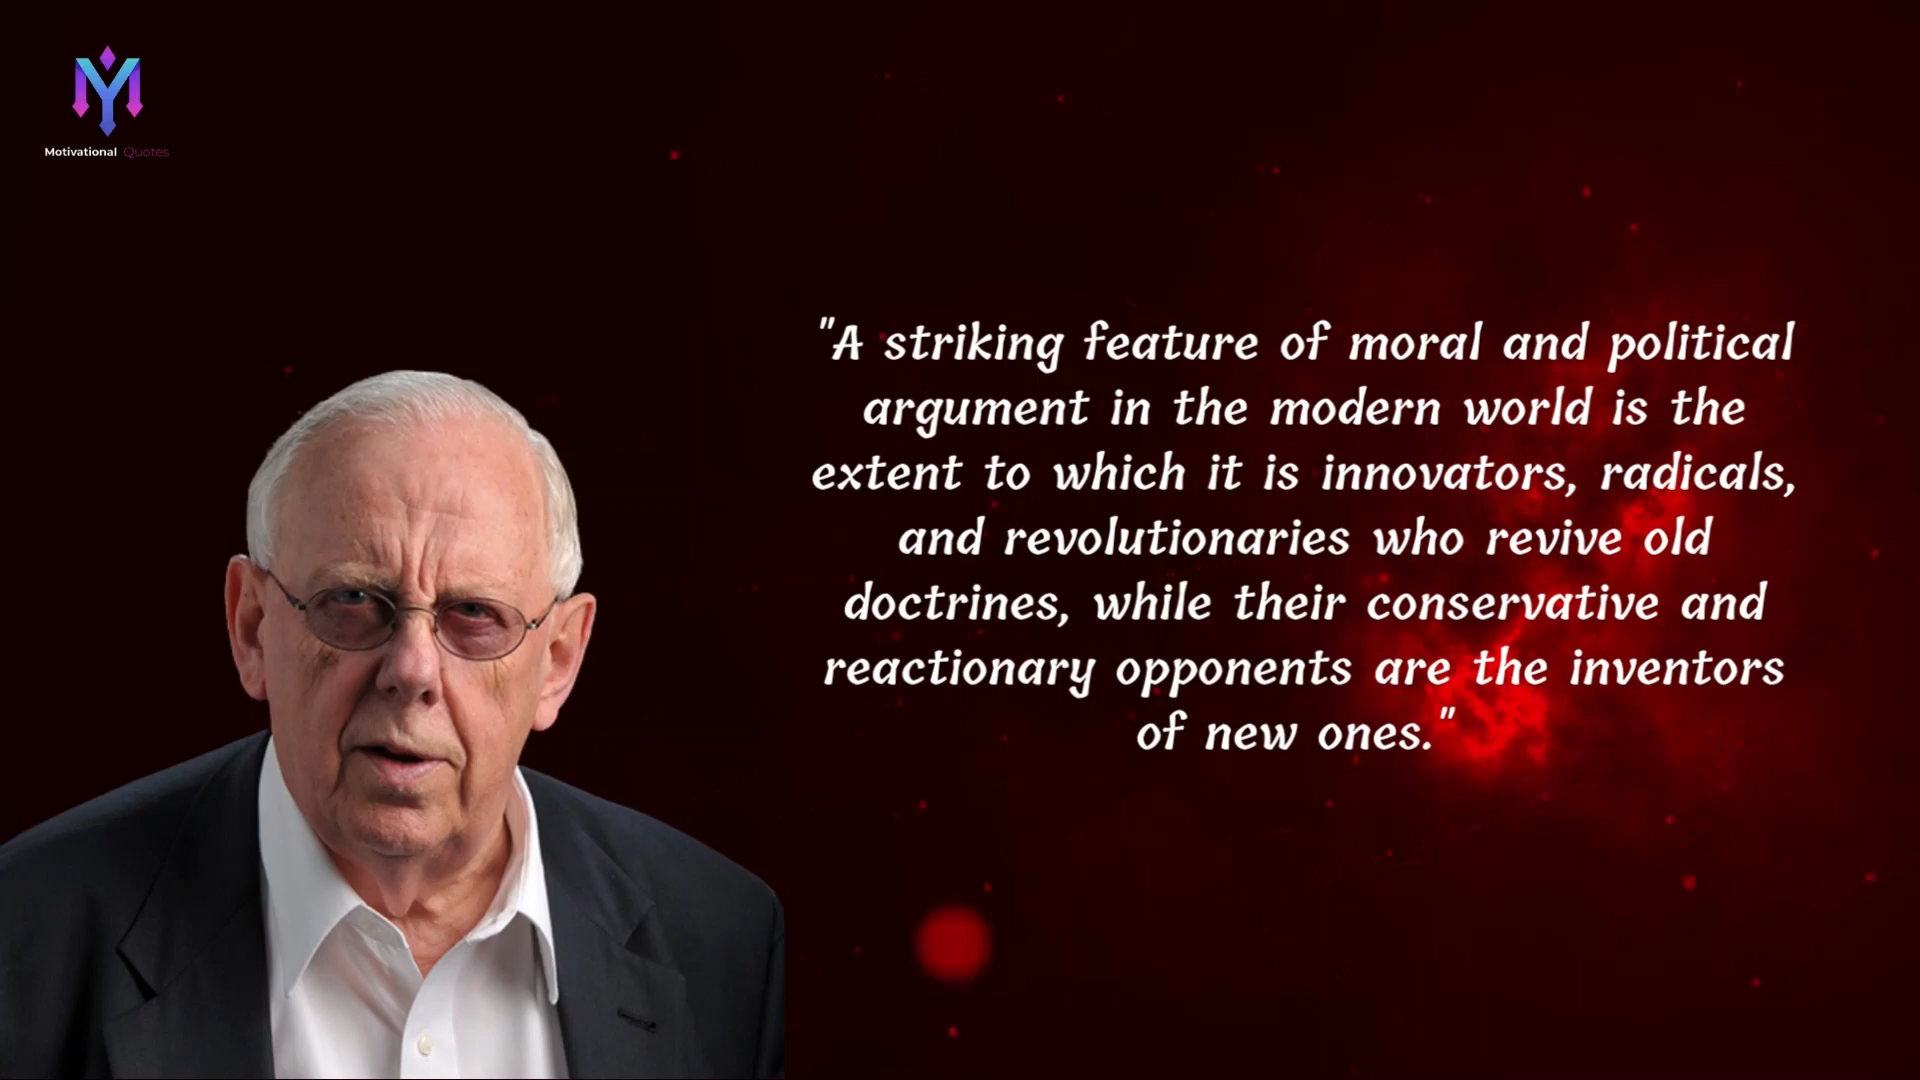 Motivational Quotes
"A striking feature of moral and political
argument in the modern world is the
extent to which it is innovators, radicals,
and revolutionaries who revive old
doctrines, while their conservative and
reactionary opponents are the inventors
of new ones."